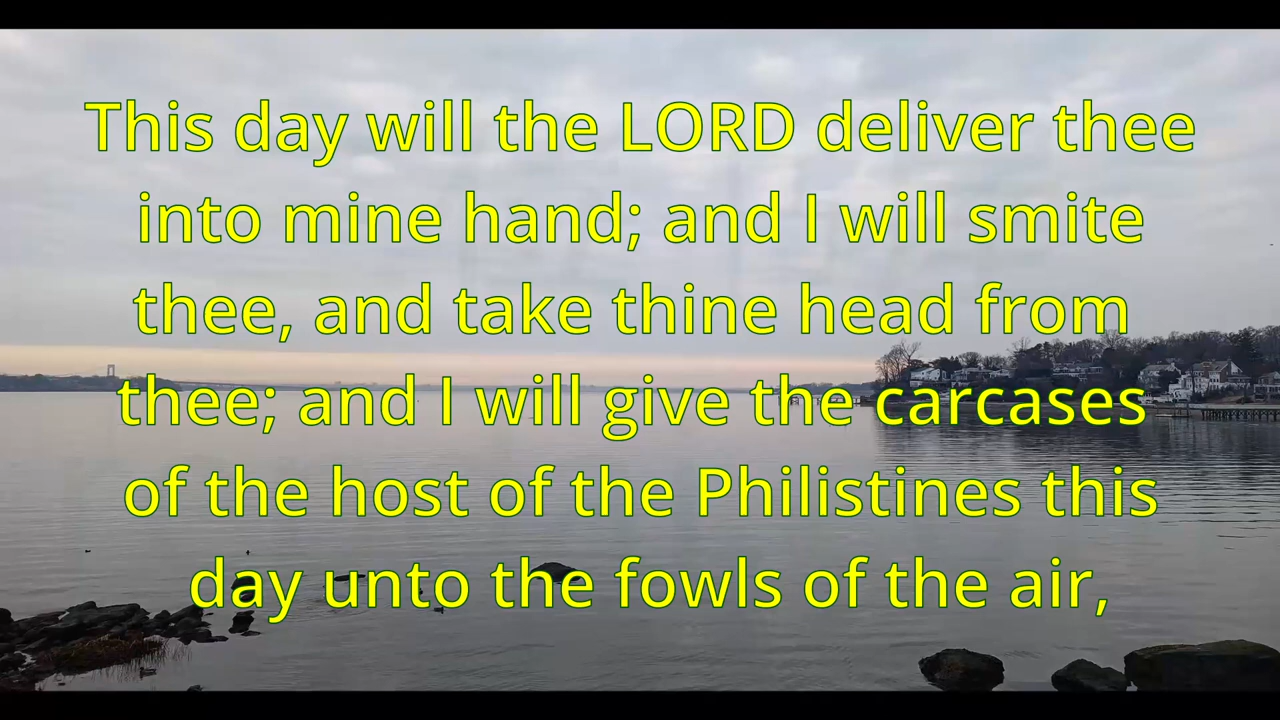 This day will the LORD deliver thee
into mine hand; and I will smite
thee, and take thine head from
thee; and I will give the carcases
of the host of the Philistines this
day unto the fowls of the air,